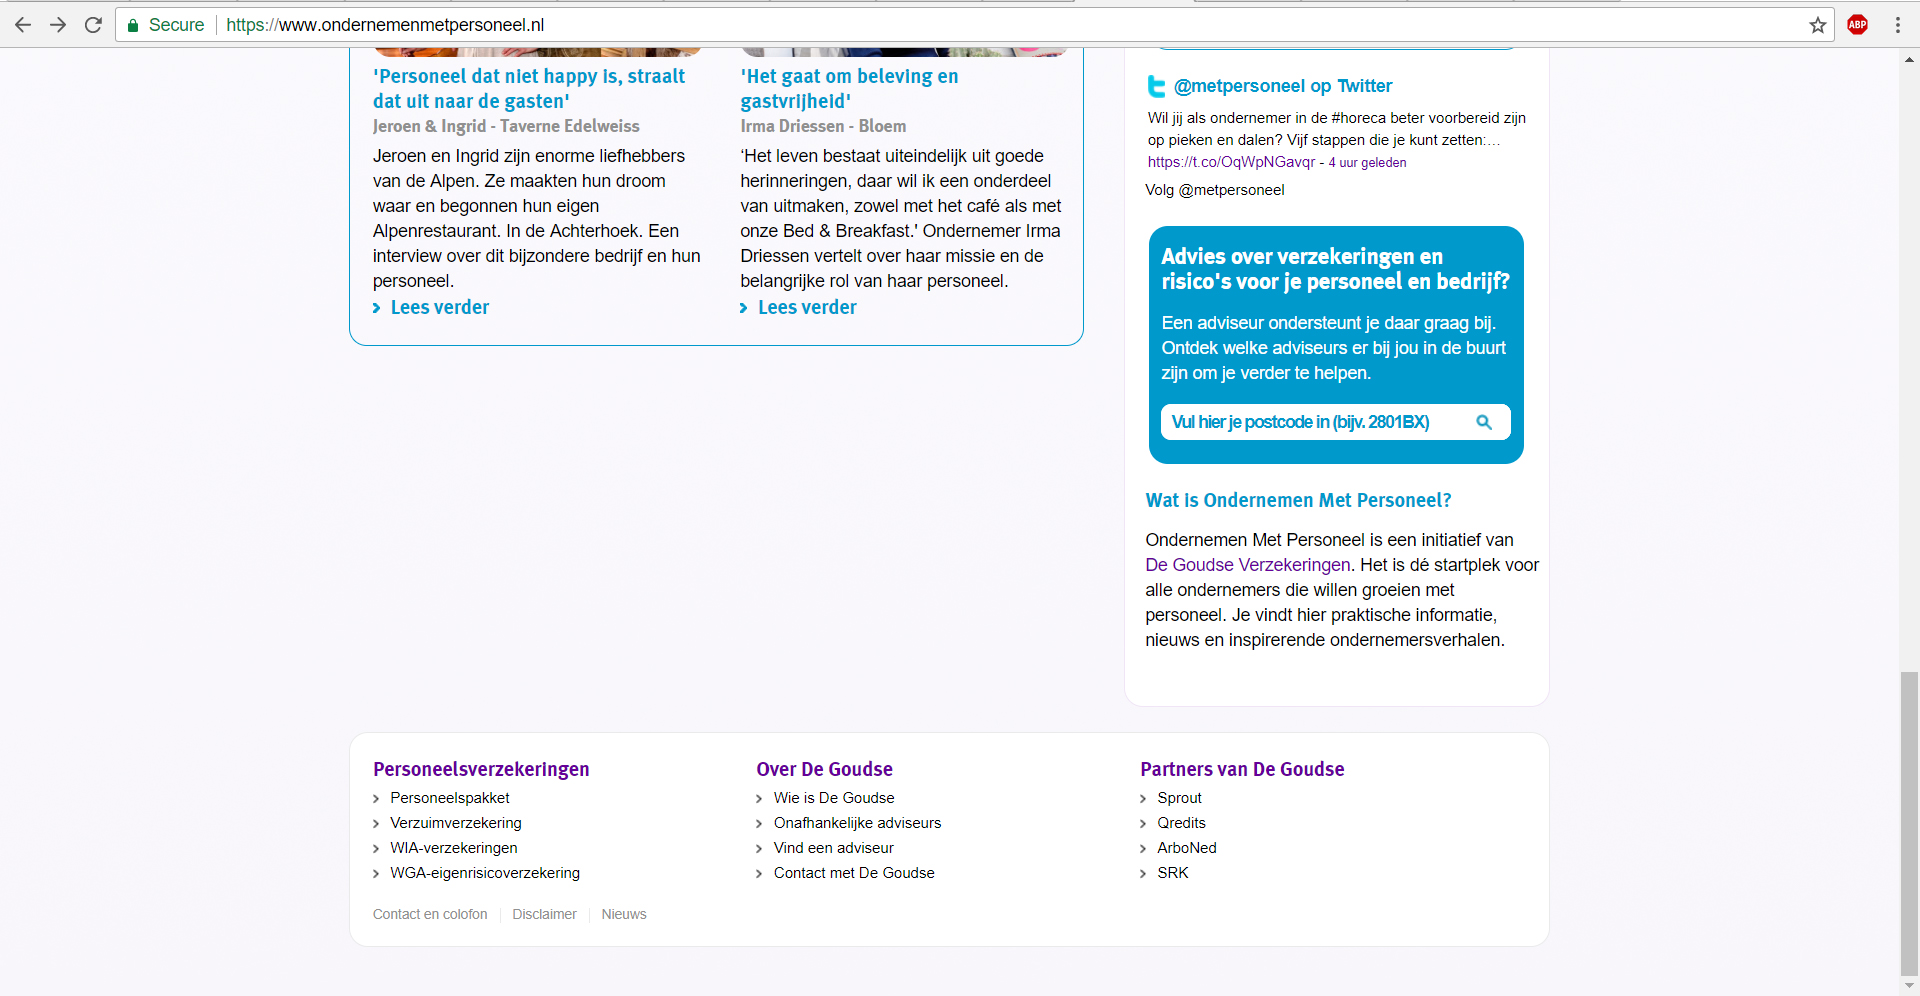 Secure
https://www.ondernemenmetpersoneel.nl
ABP
'Personeel dat niet happy is, straalt
dat uit naar de gasten'
Jeroen & Ingrid - Taverne Edelweiss
Jeroen en Ingrid zijn enorme liefhebbers
van de Alpen. Ze maakten hun droom
waar en begonnen hun eigen
Alpenrestaurant. In de Achterhoek. Een
interview over dit bijzondere bedrijf en hun
personeel.
Lees verder
'Het gaat om beleving en
gastvrijheid'
Irma Driessen - Bloem
‘Het leven bestaat uiteindelijk uit goede
herinneringen, daar wil ik een onderdeel
van uitmaken, zowel met het café als met
onze Bed & Breakfast.' Ondernemer Irma
Driessen vertelt over haar missie en de
belangrijke rol van haar personeel.
Lees verder
@metpersoneel op Twitter
Wil jij als ondernemer in de #horeca beter voorbereid zijn
op pieken en dalen? Vijf stappen die je kunt zetten:…
https://t.co/OqWpNGavqr - 4 uur geleden
Volg @metpersoneel
Advies over verzekeringen en
risico's voor je personeel en bedrijf?
Een adviseur ondersteunt je daar graag bij.
Ontdek welke adviseurs er bij jou in de buurt
zijn om je verder te helpen.
Vul hier je postcode in (bijv. 2801BX)
Wat is Ondernemen Met Personeel?
Ondernemen Met Personeel is een initiatief van
De Goudse Verzekeringen. Het is dé startplek voor
alle ondernemers die willen groeien met
personeel. Je vindt hier praktische informatie,
nieuws en inspirerende ondernemersverhalen.
Personeelsverzekeringen
Personeelspakket
Verzuimverzekering
WIA-verzekeringen
WGA-eigenrisicoverzekering
Over De Goudse
Wie is De Goudse
Onafhankelijke adviseurs
Vind een adviseur
Contact met De Goudse
Partners van De Goudse
Sprout
Qredits
ArboNed
SRK
Contact en colofon
Disclaimer
Nieuws